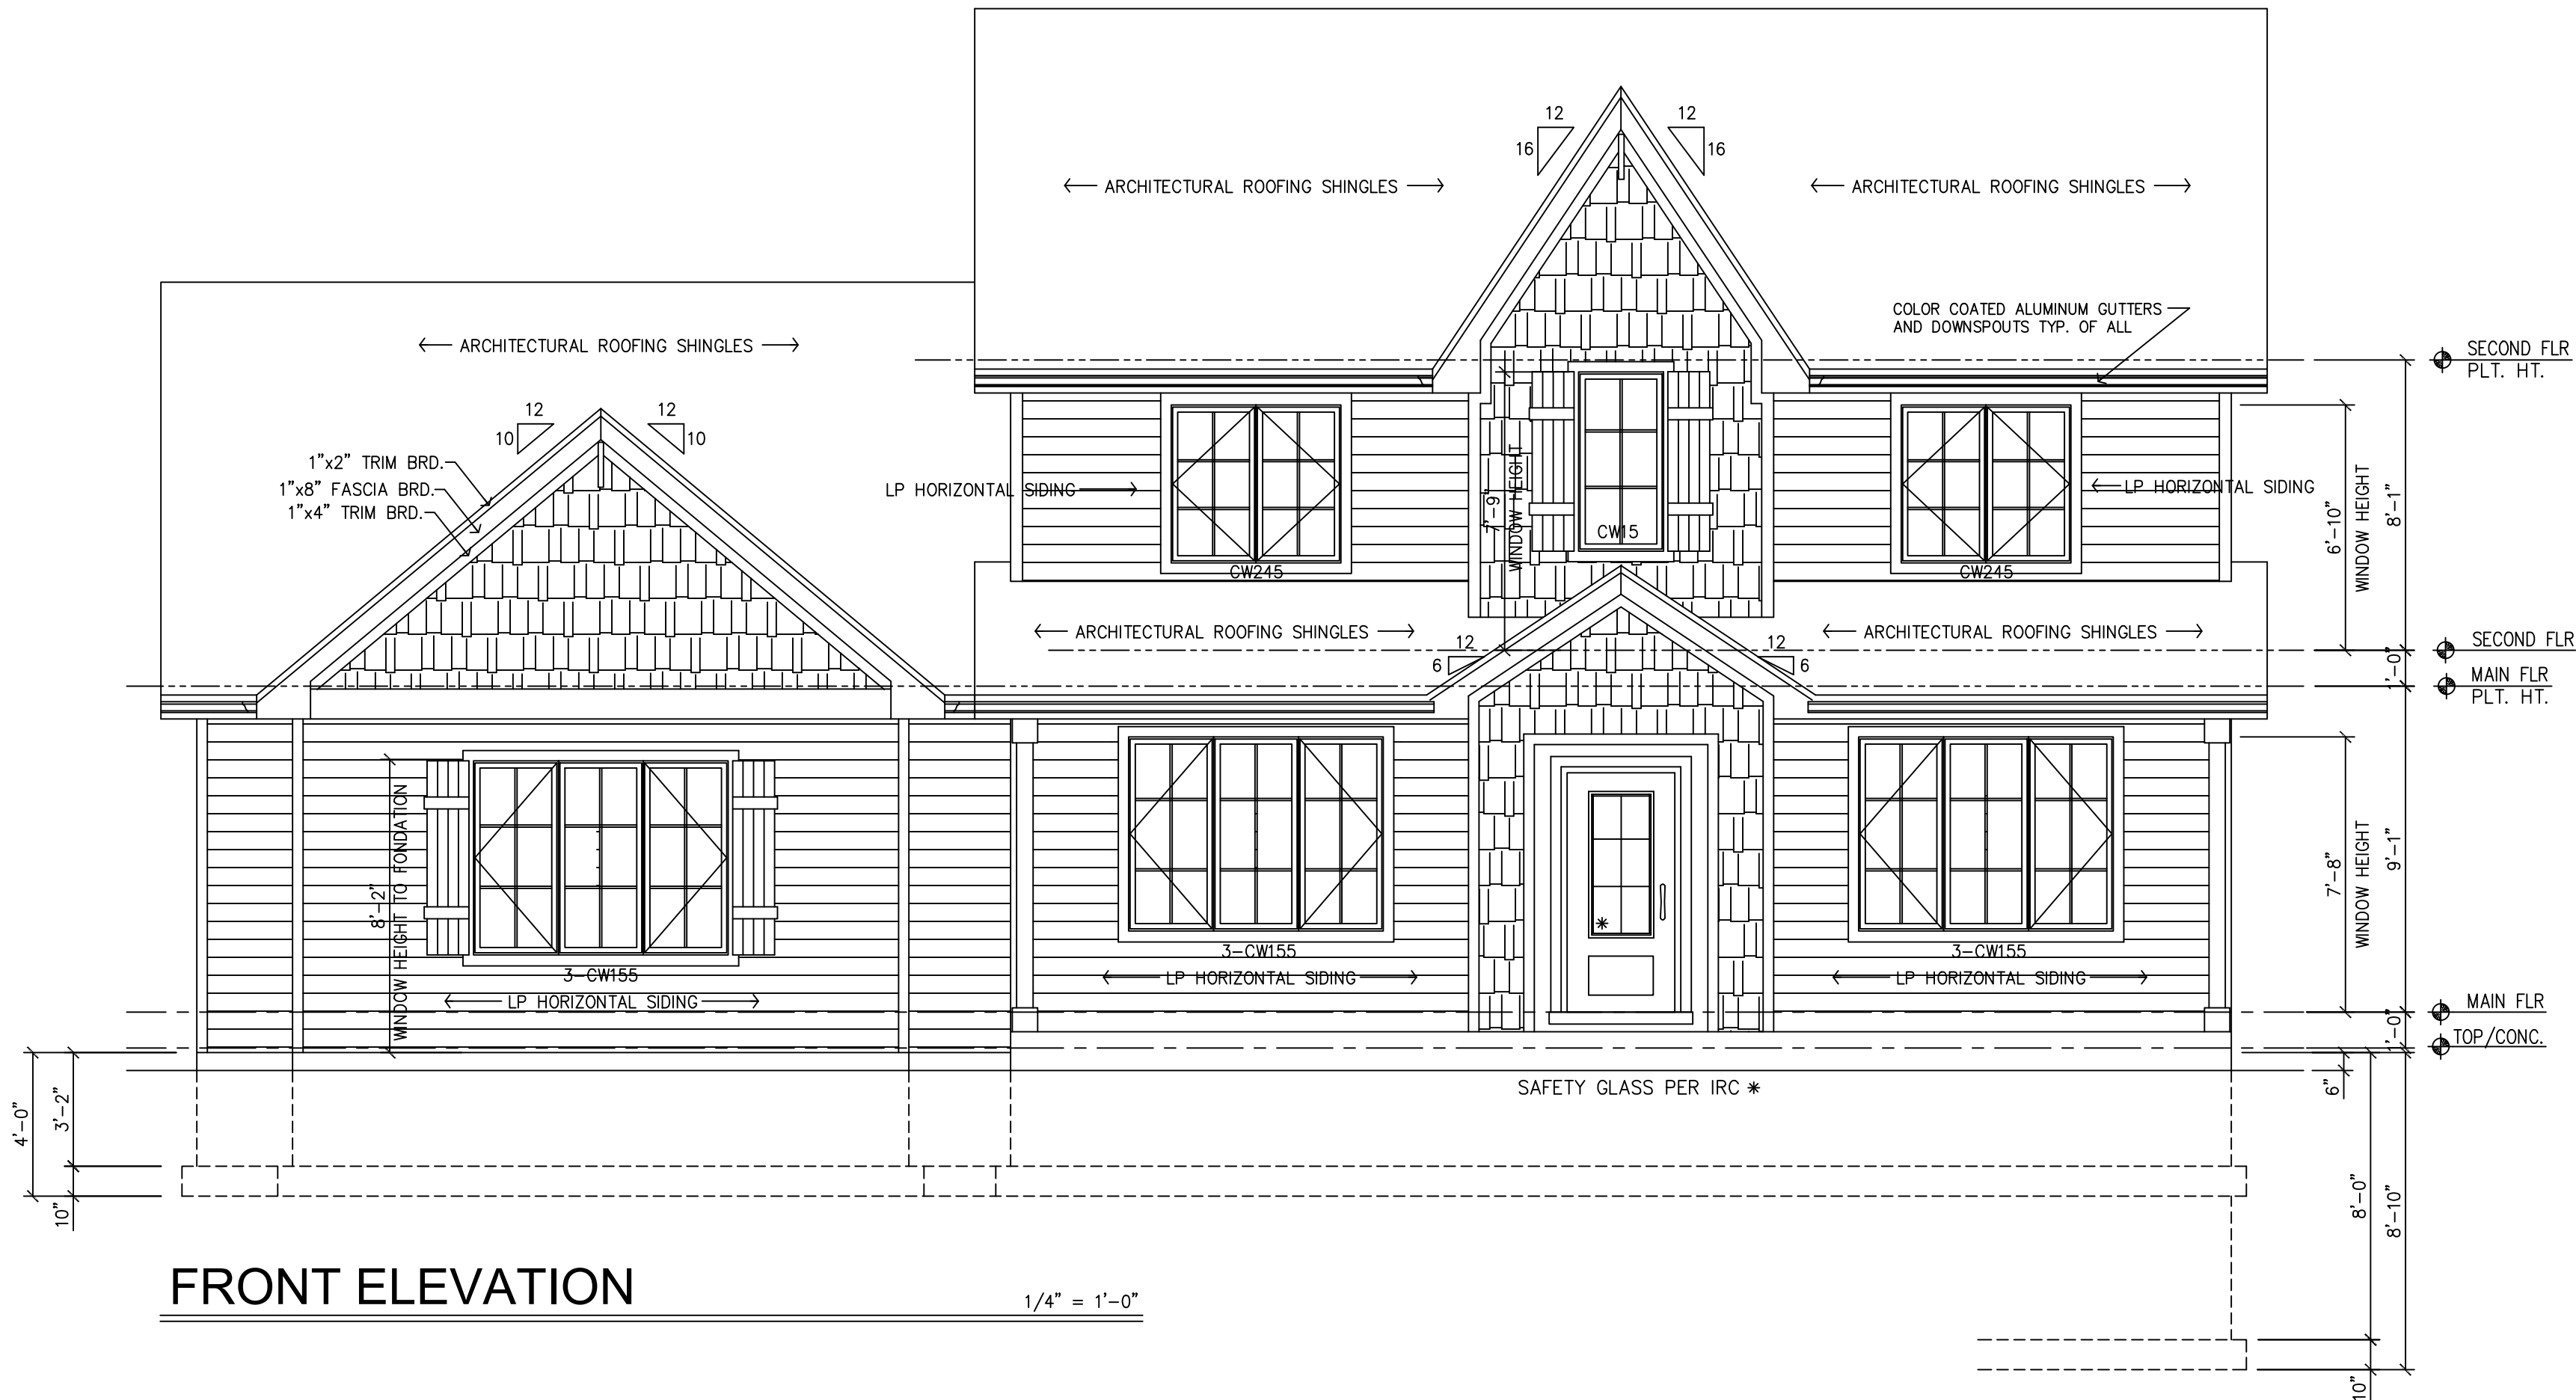 12
12
16
16
← ARCHITECTURAL ROOFING SHINGLES →
← ARCHITECTURAL ROOFING SHINGLES →
COLOR COATED ALUMINUM GUTTERS
AND DOWNSPOUTS TYP. OF ALL
← ARCHITECTURAL ROOFING SHINGLES →
SECOND FLR
PLT. HT.
12
12
10
10
1"x2" TRIM BRD.
1"x8" FASCIA BRD.
1"x4" TRIM BRD.
LP HORIZONTAL SIDING
7'-9"
WINDOW HEIGHT
CW15
LP HORIZONTAL SIDING
6'-10"
WINDOW HEIGHT
8'-1"
CW245
CW245
← ARCHITECTURAL ROOFING SHINGLES →
← ARCHITECTURAL ROOFING SHINGLES →
12
12
6
6
SECOND FLR
1'-0"
MAIN FLR
PLT. HT.
8'-2"
WINDOW HEIGHT TO FONDATION
7'-8"
WINDOW HEIGHT
9'-1"
*
3-CW155
3-CW155
3-CW155
← LP HORIZONTAL SIDING →
← LP HORIZONTAL SIDING →
← LP HORIZONTAL SIDING →
MAIN FLR
1'-0"
TOP/CONC.
SAFETY GLASS PER IRC *
6"
4'-0"
3'-2"
10"
8'-0"
8'-10"
10"
FRONT ELEVATION
1/4" = 1'-0"